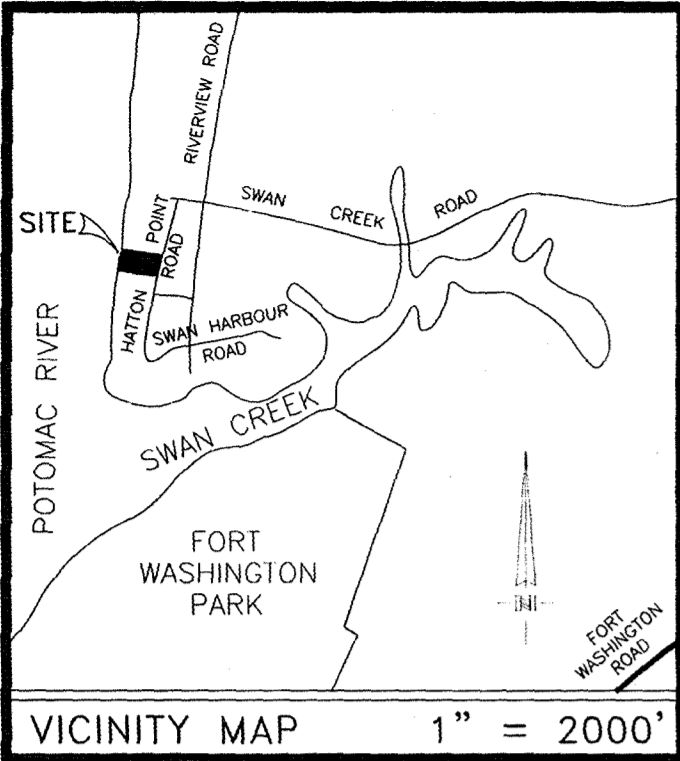 RIVERVIEW ROAD
SWAN CREEK ROAD
SITE
HATTON POINT ROAD
SWAN HARBOUR
ROAD
POTOMAC RIVER
SWAN CREEK
FORT
WASHINGTON
PARK
N
FORT
WASHINGTON
ROAD
VICINITY MAP 1" = 2000'